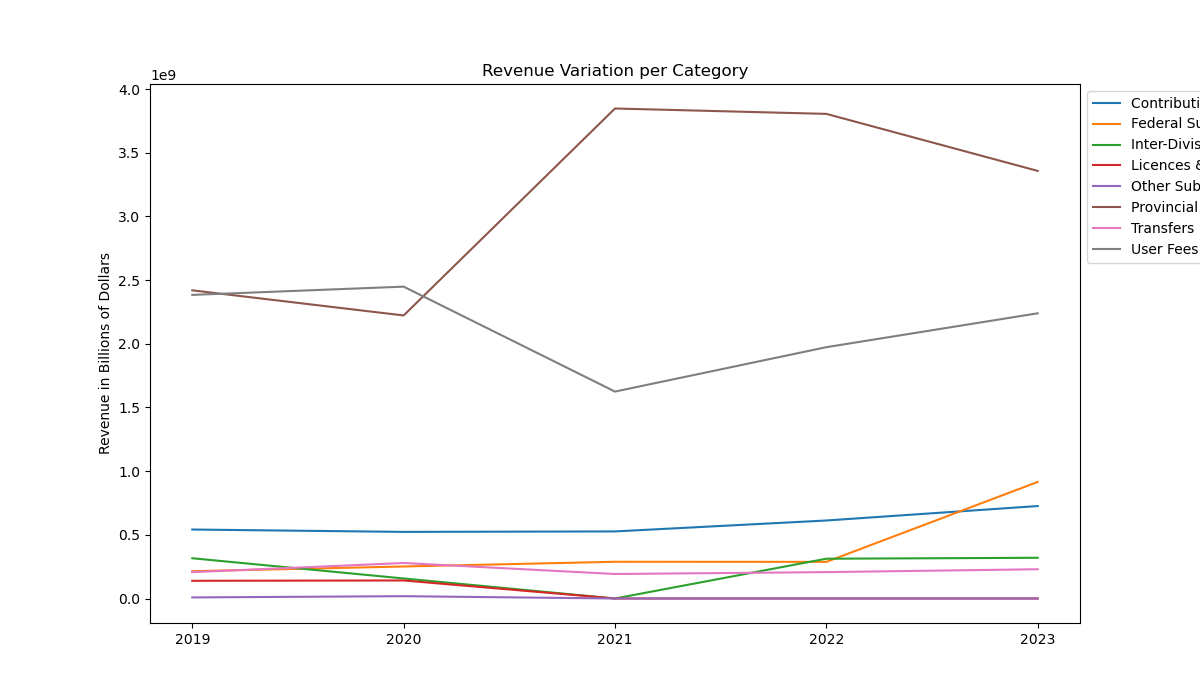 Revenue Variation per Category
1e9
4.0
3.5
3.0
2.5
2.0
1.5
1.0
0.5
0.0
Revenue in Billions of Dollars
2019 2020 2021 2022 2023
Contributi
Federal Su
Inter-Divis
Licences &
Other Sub
Provincial
Transfers
User Fees